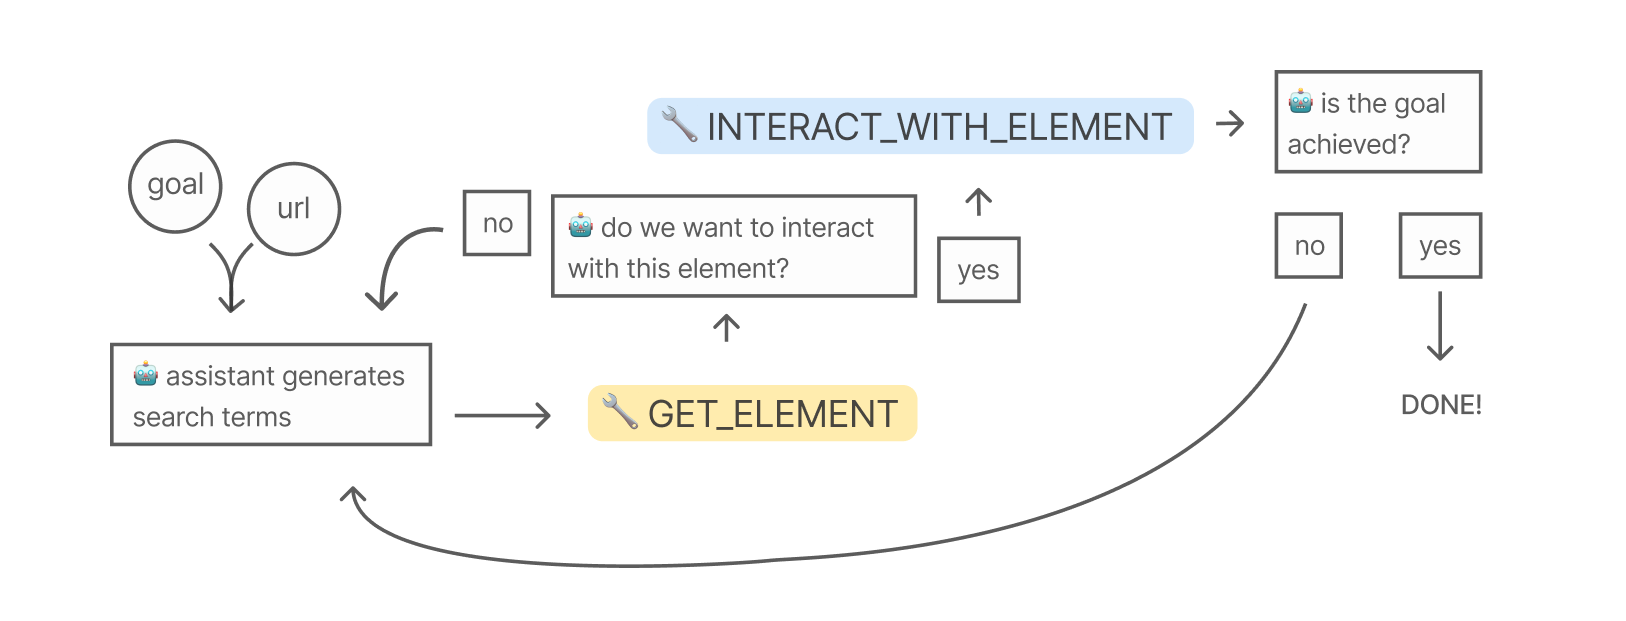 goal
url
🤖 assistant generates
search terms
🔧 GET_ELEMENT
🤖 do we want to interact
with this element?
no
yes
🔧 INTERACT_WITH_ELEMENT
🤖 is the goal
achieved?
no
yes
DONE!